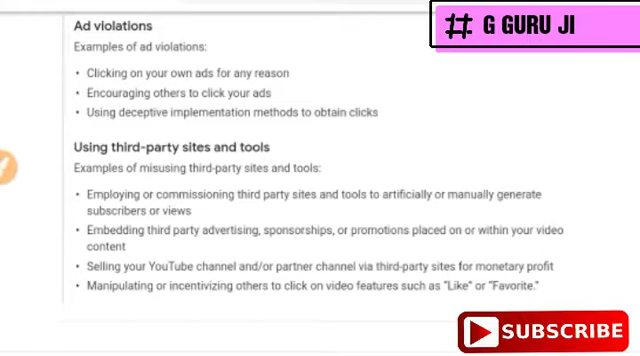 # G GURU JI
Ad violations
Examples of ad violations:
• Clicking on your own ads for any reason
• Encouraging others to click your ads
• Using deceptive implementation methods to obtain clicks
Using third-party sites and tools
Examples of misusing third-party sites and tools:
• Employing or commissioning third party sites and tools to artificially or manually generate
subscribers or views
• Embedding third party advertising, sponsorships, or promotions placed on or within your video
content
• Selling your YouTube channel and/or partner channel via third-party sites for monetary profit
• Manipulating or incentivizing others to click on video features such as “Like” or “Favorite.”
SUBSCRIBE